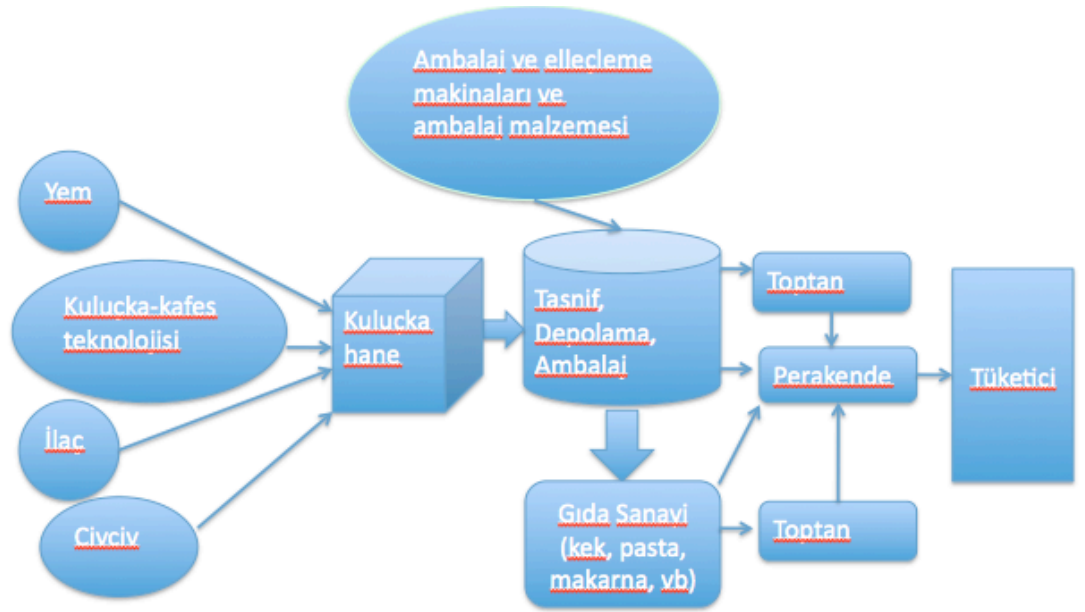 Ambalaj ve elleçleme
makinaları ve
ambalaj malzemesi
Yem
Kuluçka-kafes
teknolojisi
İlaç
Civciv
Kuluçka
hane
Tasnif,
Depolama,
Ambalaj
Gıda Sanayi
(kek, pasta,
makarna, vb)
Toptan
Perakende
Toptan
Tüketici